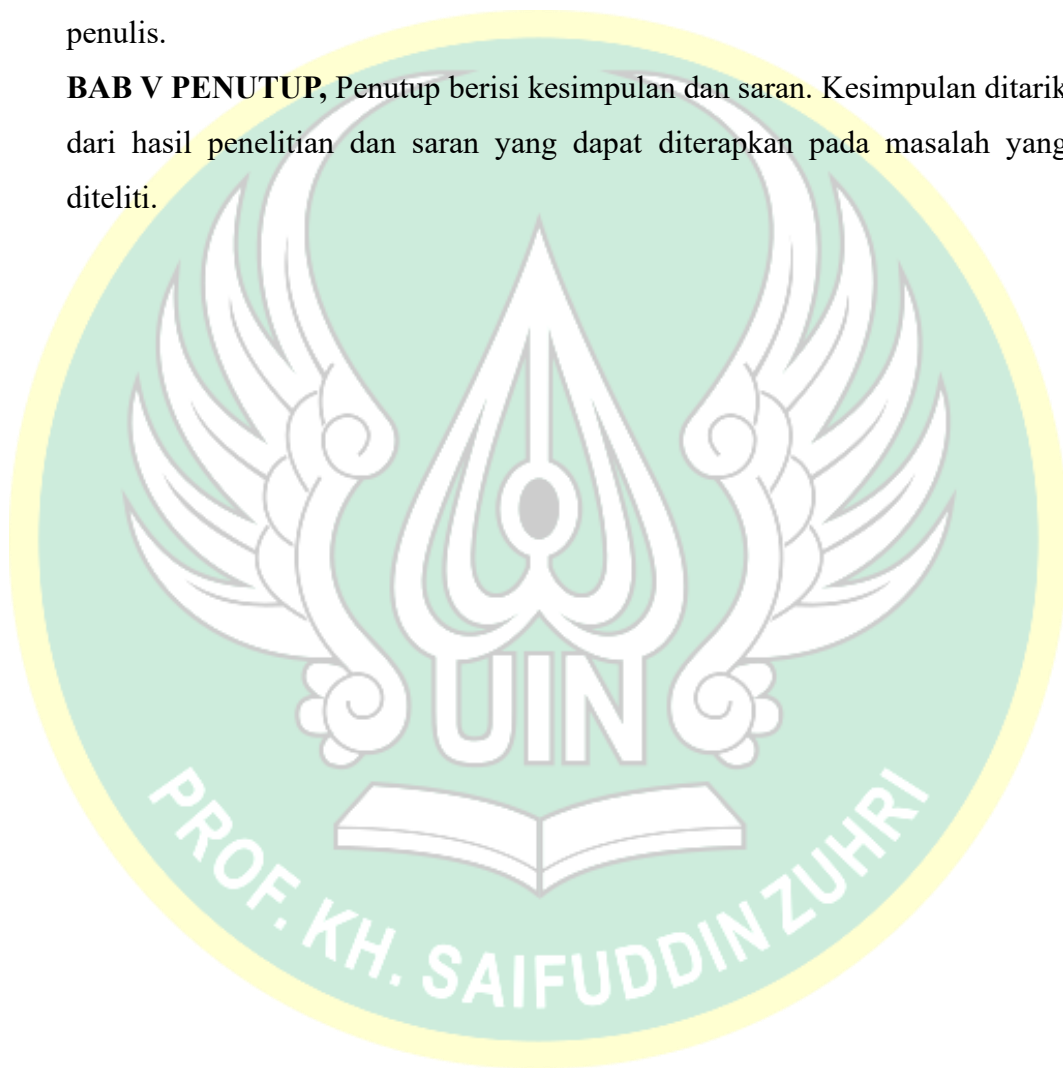 penulis.
BAB V PENUTUP, Penutup berisi kesimpulan dan saran. Kesimpulan ditarik
dari hasil penelitian dan saran yang dapat diterapkan pada masalah yang
diteliti.
UIN
PROF. KH. SAIFUDDIN ZUHRI